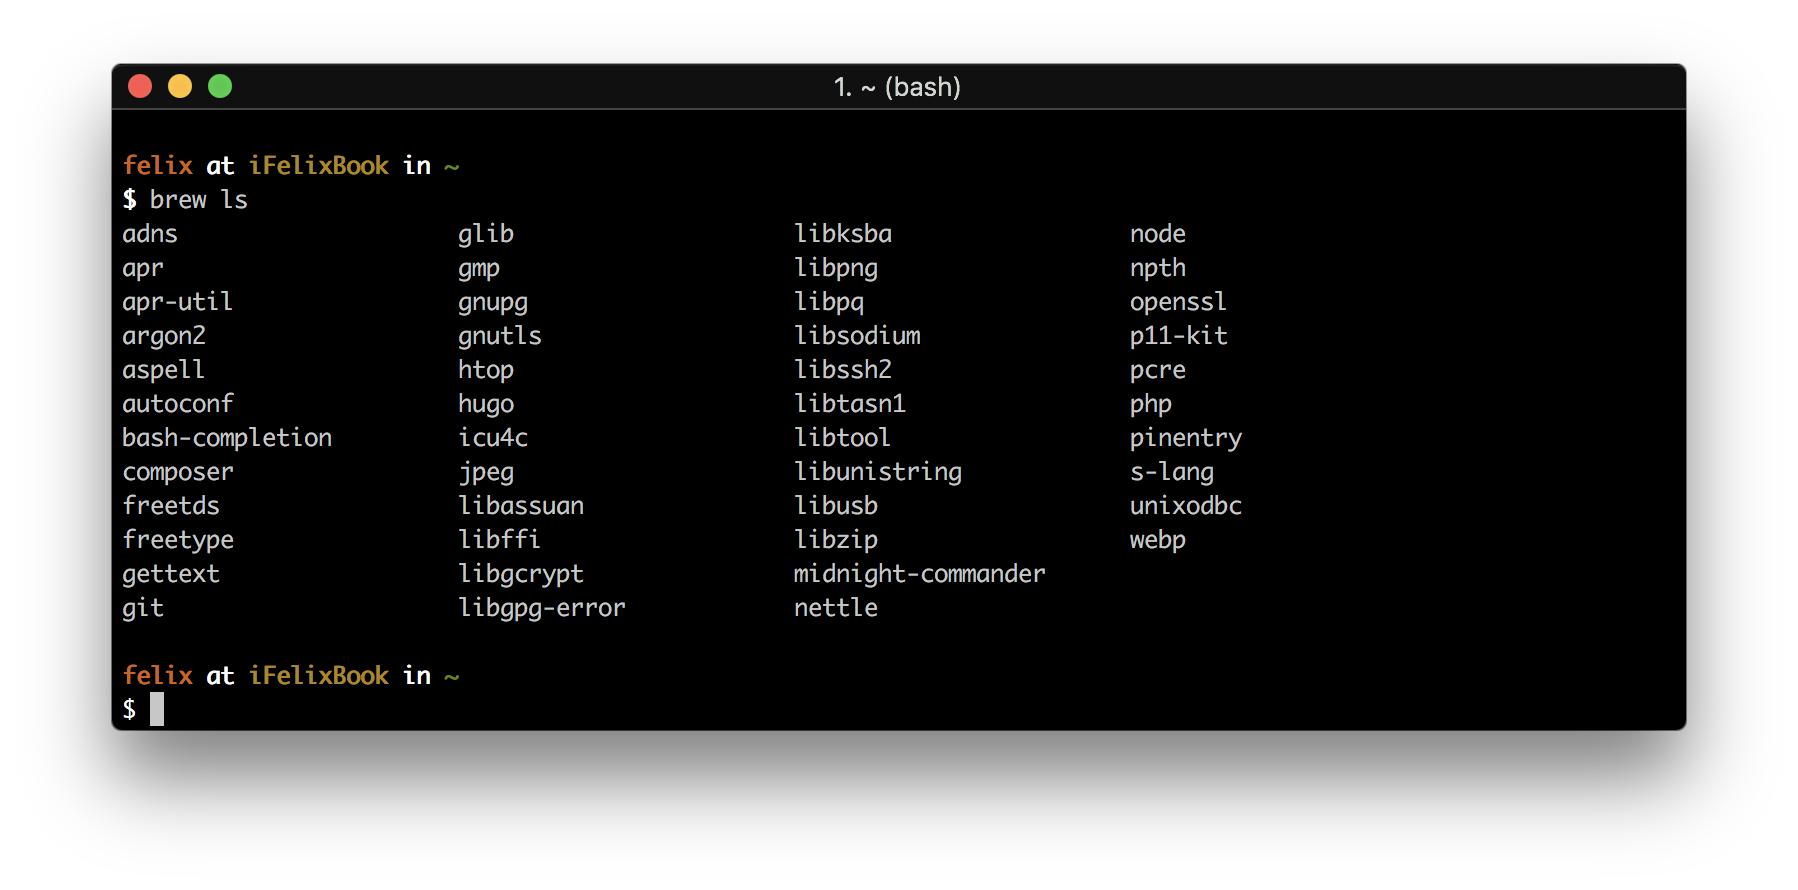 1. ~ (bash)
felix at iFelixBook in ~
$ brew ls
adns glib libksba node
apr gmp libpng npth
apr-util gnupg libpq openssl
argon2 gnutls libsodium p11-kit
aspell htop libssh2 pcre
autoconf hugo libtasn1 php
bash-completion icu4c libtool pinentry
composer jpeg libunistring s-lang
freetds libassuan libusb unixodbc
freetype libffi libzip webp
gettext libgcrypt midnight-commander
git libgpg-error nettle
felix at iFelixBook in ~
$